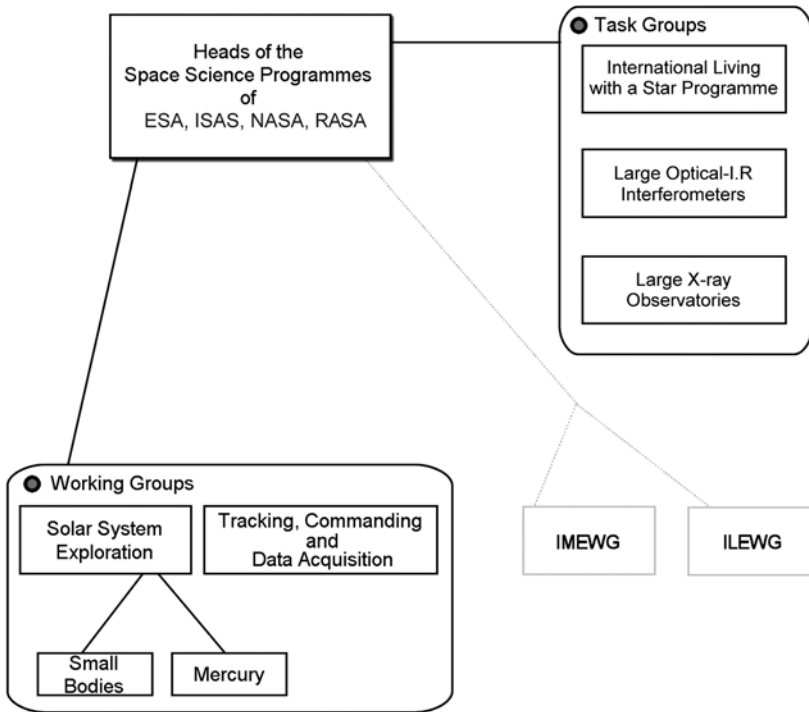 Heads of the
Space Science Programmes
of
ESA, ISAS, NASA, RASA
Task Groups
International Living
with a Star Programme
Large Optical-I.R
Interferometers
Large X-ray
Observatories
Working Groups
Solar System
Exploration
Tracking, Commanding
and
Data Acquisition
Small
Bodies
Mercury
IMEWG
ILEWG